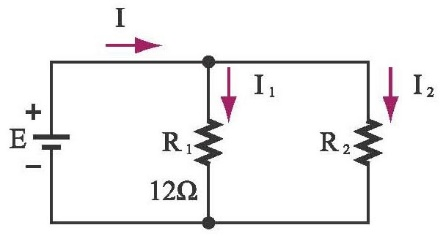 I
I₁
I₂
+
E
−
R₁
R₂
12Ω